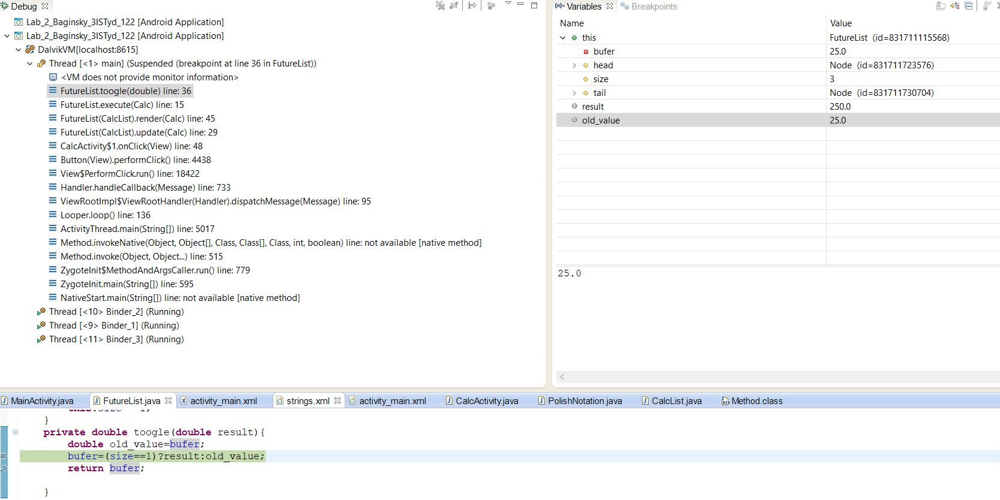 Debug
Lab_2_Baginsky_3ISTyd_122 [Android Application]
Lab_2_Baginsky_3ISTyd_122 [Android Application]
DalvikVM[localhost:8615]
Thread [<1> main] (Suspended (breakpoint at line 36 in FutureList))
<VM does not provide monitor information>
FutureList.toogle(double) line: 36
FutureList.execute(Calc) line: 15
FutureList(CalcList).render(Calc) line: 45
FutureList(CalcList).update(Calc) line: 29
CalcActivity$1.onClick(View) line: 48
Button(View).performClick() line: 4438
View$PerformClick.run() line: 18422
Handler.handleCallback(Message) line: 733
ViewRootImpl$ViewRootHandler(Handler).dispatchMessage(Message) line: 95
Looper.loop() line: 136
ActivityThread.main(String[]) line: 5017
Method.invokeNative(Object, Object[], Class, Class[], Class, int, boolean) line: not available [native method]
Method.invoke(Object, Object...) line: 515
ZygoteInit$MethodAndArgsCaller.run() line: 779
ZygoteInit.main(String[]) line: 595
NativeStart.main(String[]) line: not available [native method]
Thread [<10> Binder_2] (Running)
Thread [<9> Binder_1] (Running)
Thread [<11> Binder_3] (Running)
(x)= Variables Breakpoints
Name Value
this FutureList (id=831711115568)
bufer 25.0
head Node (id=831711723576)
size 3
tail Node (id=831711730704)
result 250.0
old_value 25.0
25.0
MainActivity.java FutureList.java activity_main.xml strings.xml activity_main.xml CalcActivity.java PolishNotation.java CalcList.java Method.class
}
private double toogle(double result){
double old_value=bufer;
bufer=(size==1)?result:old_value;
return bufer;
}